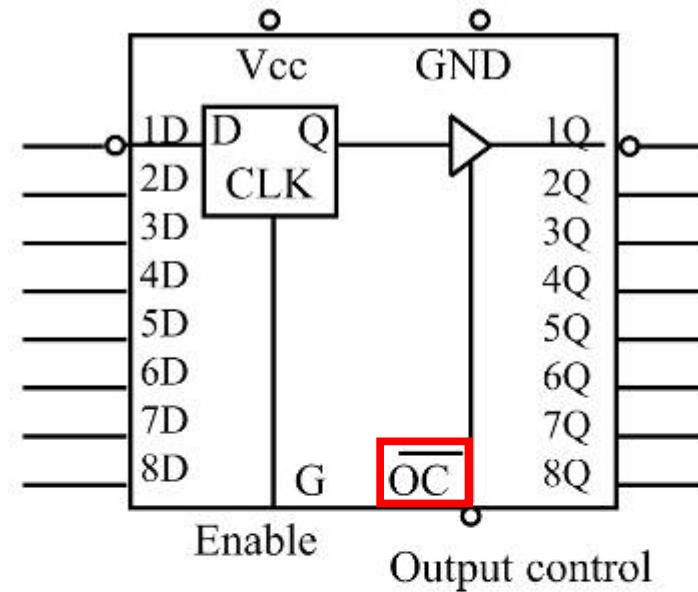 Vcc GND
1D D Q 1Q
2D CLK 2Q
3D 3Q
4D 4Q
5D 5Q
6D 6Q
7D 7Q
8D G O̅C̅ 8Q
Enable
Output control